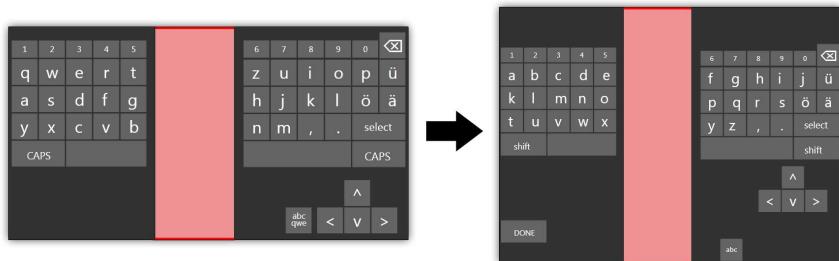 1 2 3 4 5
q w e r t
a s d f g
y x c v b
CAPS
6 7 8 9 0
z u i o p ü
h j k l ö ä
n m , . select
CAPS
abc
qwe
^
< v >
1 2 3 4 5
a b c d e
k l m n o
t u v w x
shift
DONE
6 7 8 9 0
f g h i j ü
p q r s ö ä
y z , . select
shift
^
< v >
abc